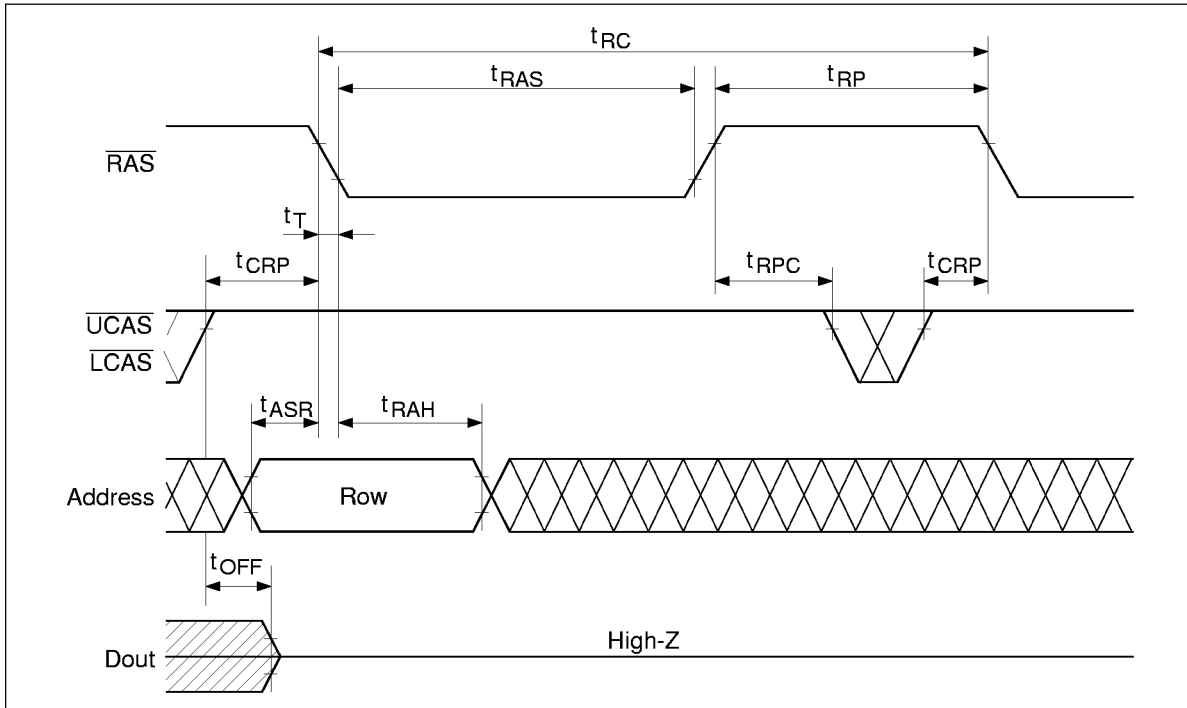 tRC
tRAS
tRP
RAS
tT
tCRP
tRPC
tCRP
UCAS
LCAS
tASR
tRAH
Address
Row
tOFF
High-Z
Dout